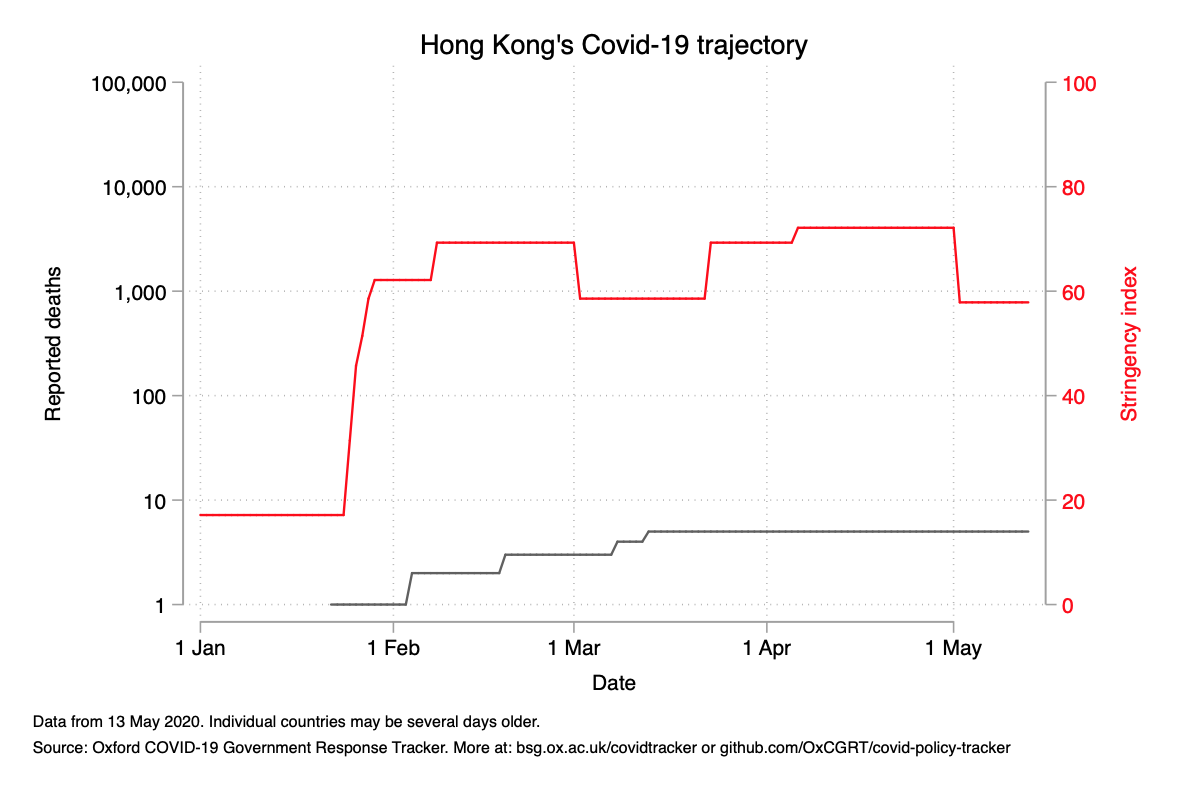 Hong Kong's Covid-19 trajectory
100,000
10,000
1,000
100
10
1
Reported deaths
100
80
60
40
20
0
Stringency index
1 Jan
1 Feb
1 Mar
1 Apr
1 May
Date
Data from 13 May 2020. Individual countries may be several days older.
Source: Oxford COVID-19 Government Response Tracker. More at: bsg.ox.ac.uk/covidtracker or github.com/OxCGRT/covid-policy-tracker